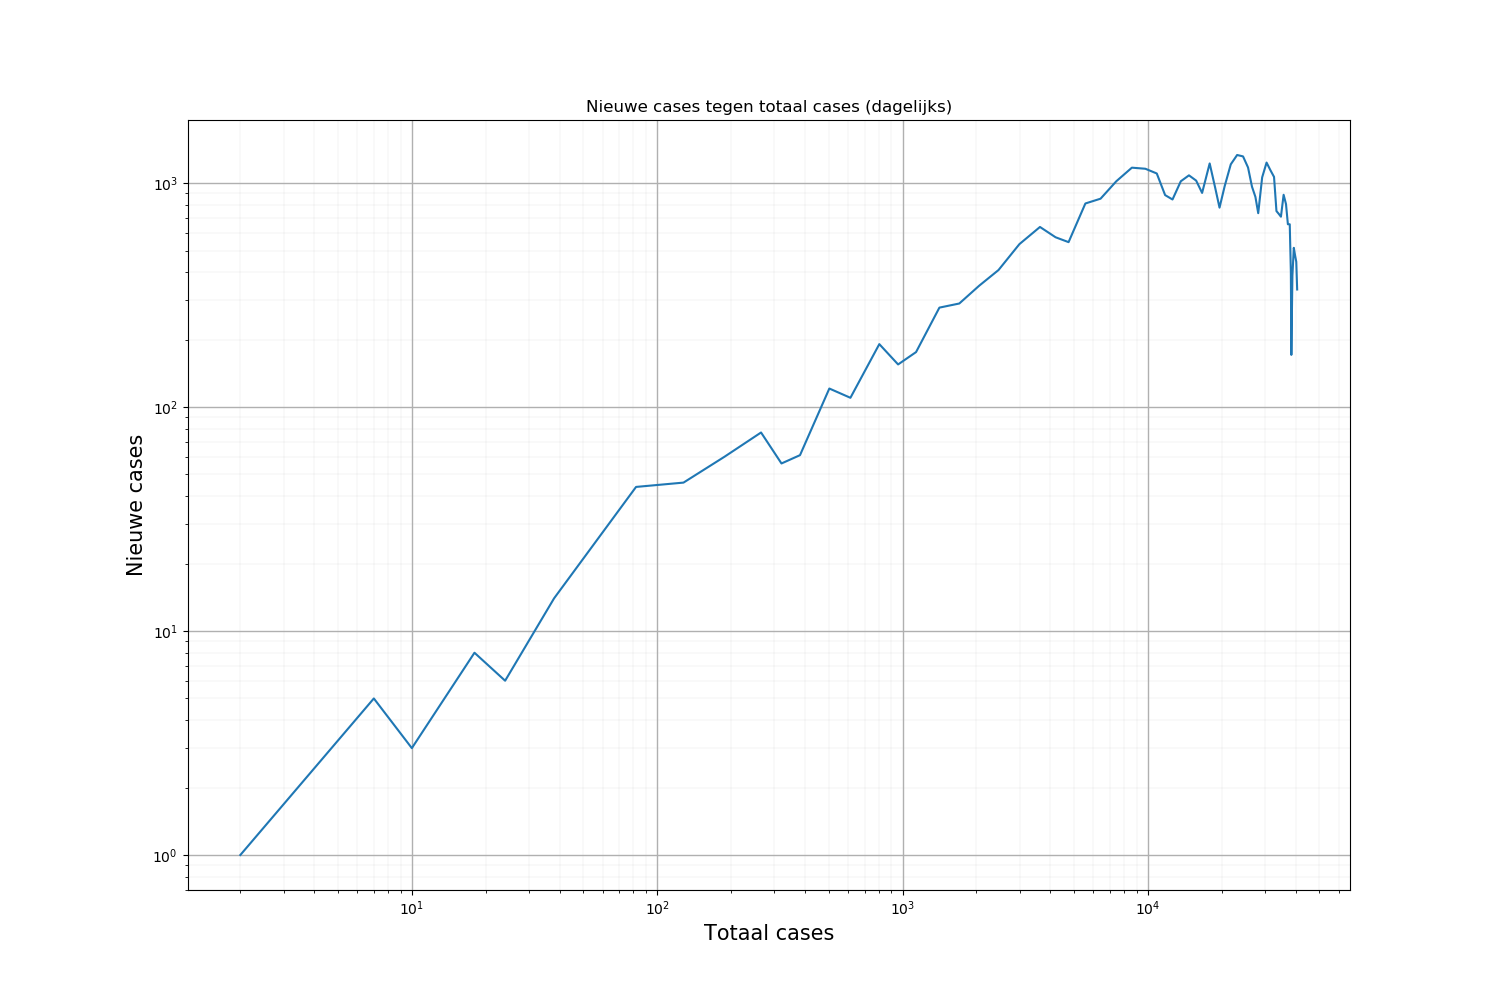 Nieuwe cases tegen totaal cases (dagelijks)
Nieuwe cases
10³
10²
10¹
10⁰
10¹ 10² 10³ 10⁴
Totaal cases